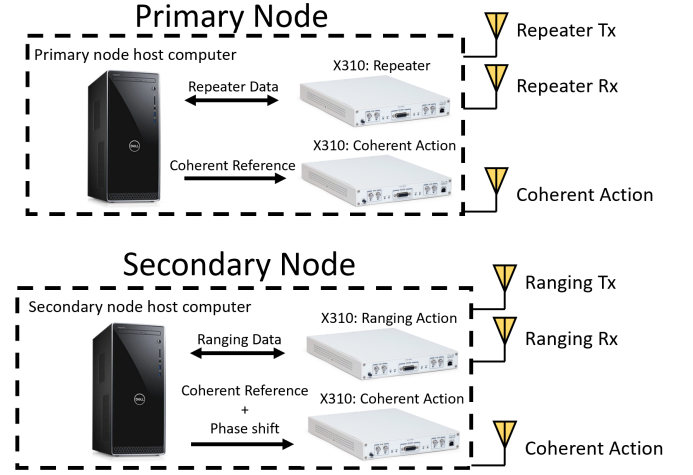 Primary Node
Primary node host computer
X310: Repeater
Repeater Data
X310: Coherent Action
Coherent Reference
Repeater Tx
Repeater Rx
Coherent Action
Secondary Node
Secondary node host computer
X310: Ranging Action
Ranging Data
Coherent Reference
+
Phase shift
X310: Coherent Action
Ranging Tx
Ranging Rx
Coherent Action
DELL
DELL